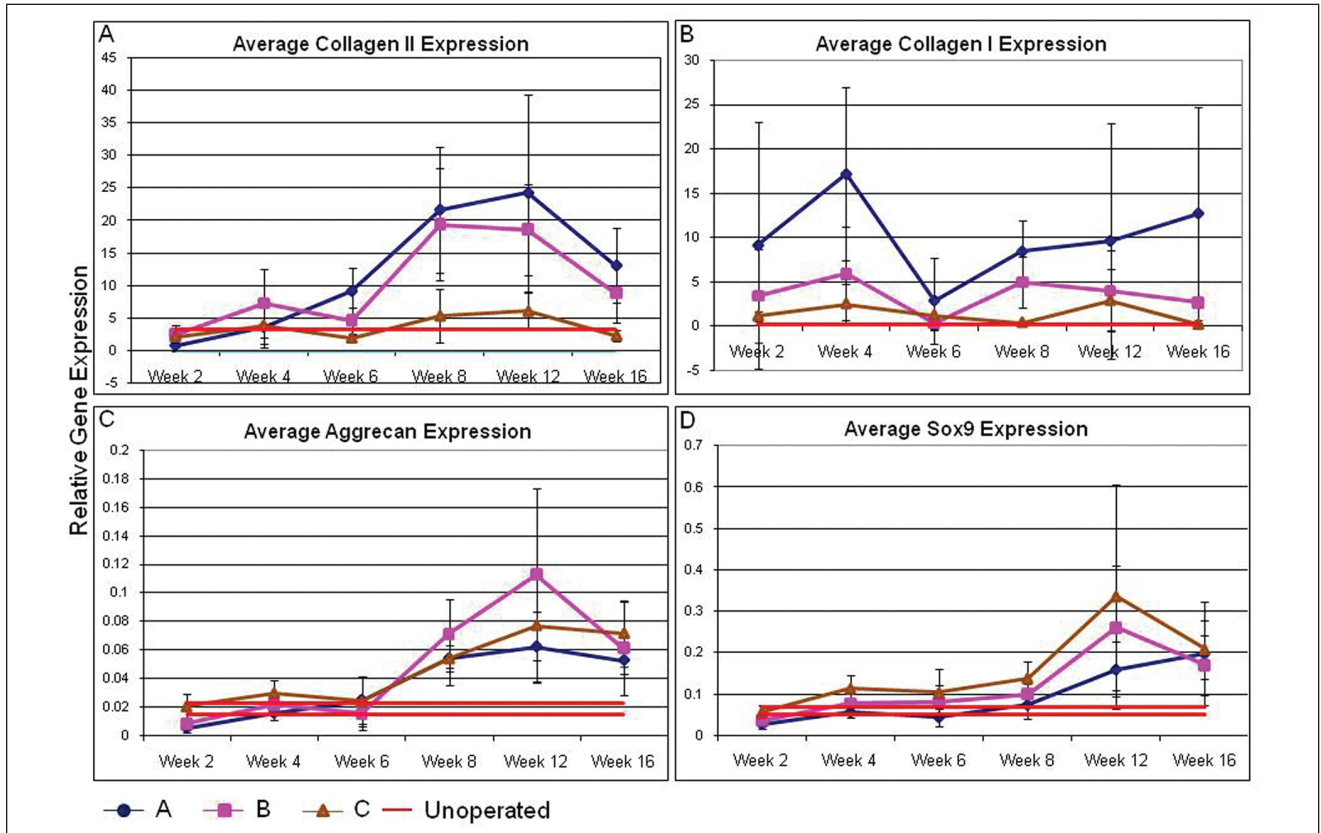 Relative Gene Expression
A
Average Collagen II Expression
45
40
35
30
25
20
15
10
5
0
-5
Week 2 Week 4 Week 6 Week 8 Week 12 Week 16
B
Average Collagen I Expression
30
25
20
15
10
5
0
-5
Week 2 Week 4 Week 6 Week 8 Week 12 Week 16
C
Average Aggrecan Expression
0.2
0.18
0.16
0.14
0.12
0.1
0.08
0.06
0.04
0.02
0
Week 2 Week 4 Week 6 Week 8 Week 12 Week 16
D
Average Sox9 Expression
0.7
0.6
0.5
0.4
0.3
0.2
0.1
0
Week 2 Week 4 Week 6 Week 8 Week 12 Week 16
A B C Unoperated